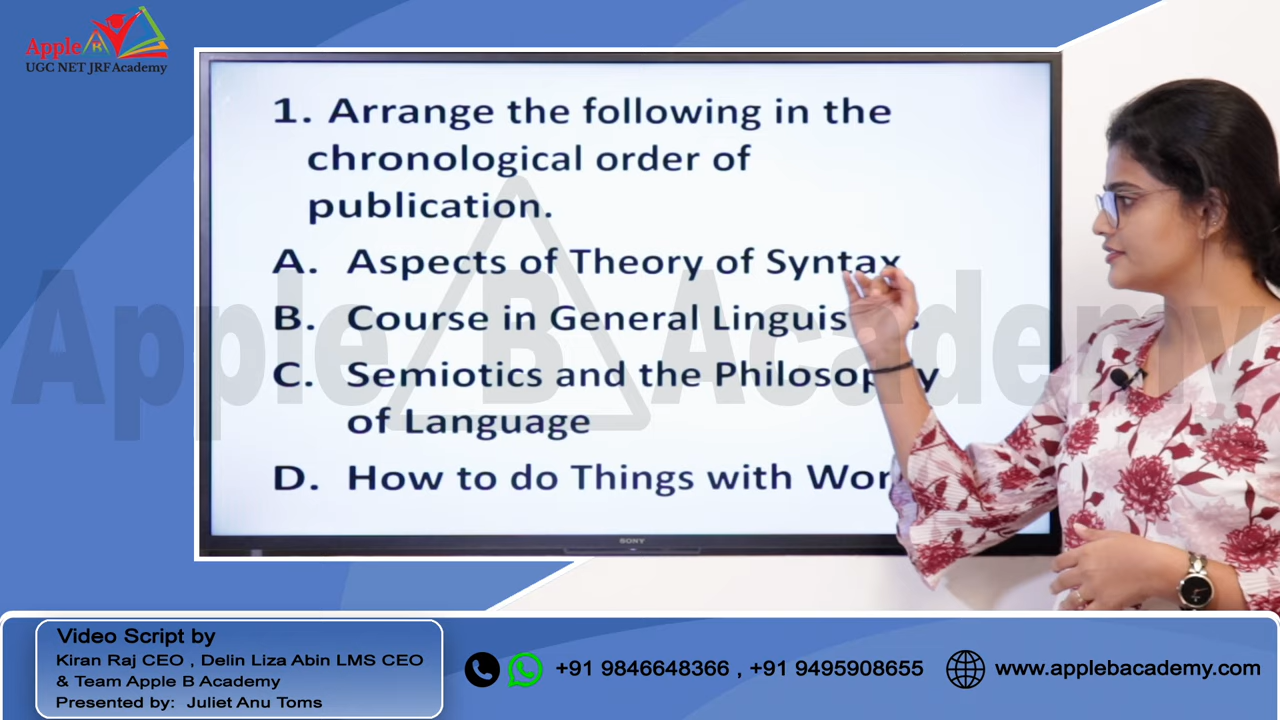 Apple B
UGC NET JRF Academy
1. Arrange the following in the
chronological order of
publication.
A. Aspects of Theory of Syntax
B. Course in General
C. Semiotics and the
of Language
D. How to do Things with
SONY
Apple B Academy
Video Script by
Kiran Raj CEO , Delin Liza Abin LMS CEO
& Team Apple B Academy
Presented by: Juliet Anu Toms
+91 9846648366 , +91 9495908655
www.applebacademy.com